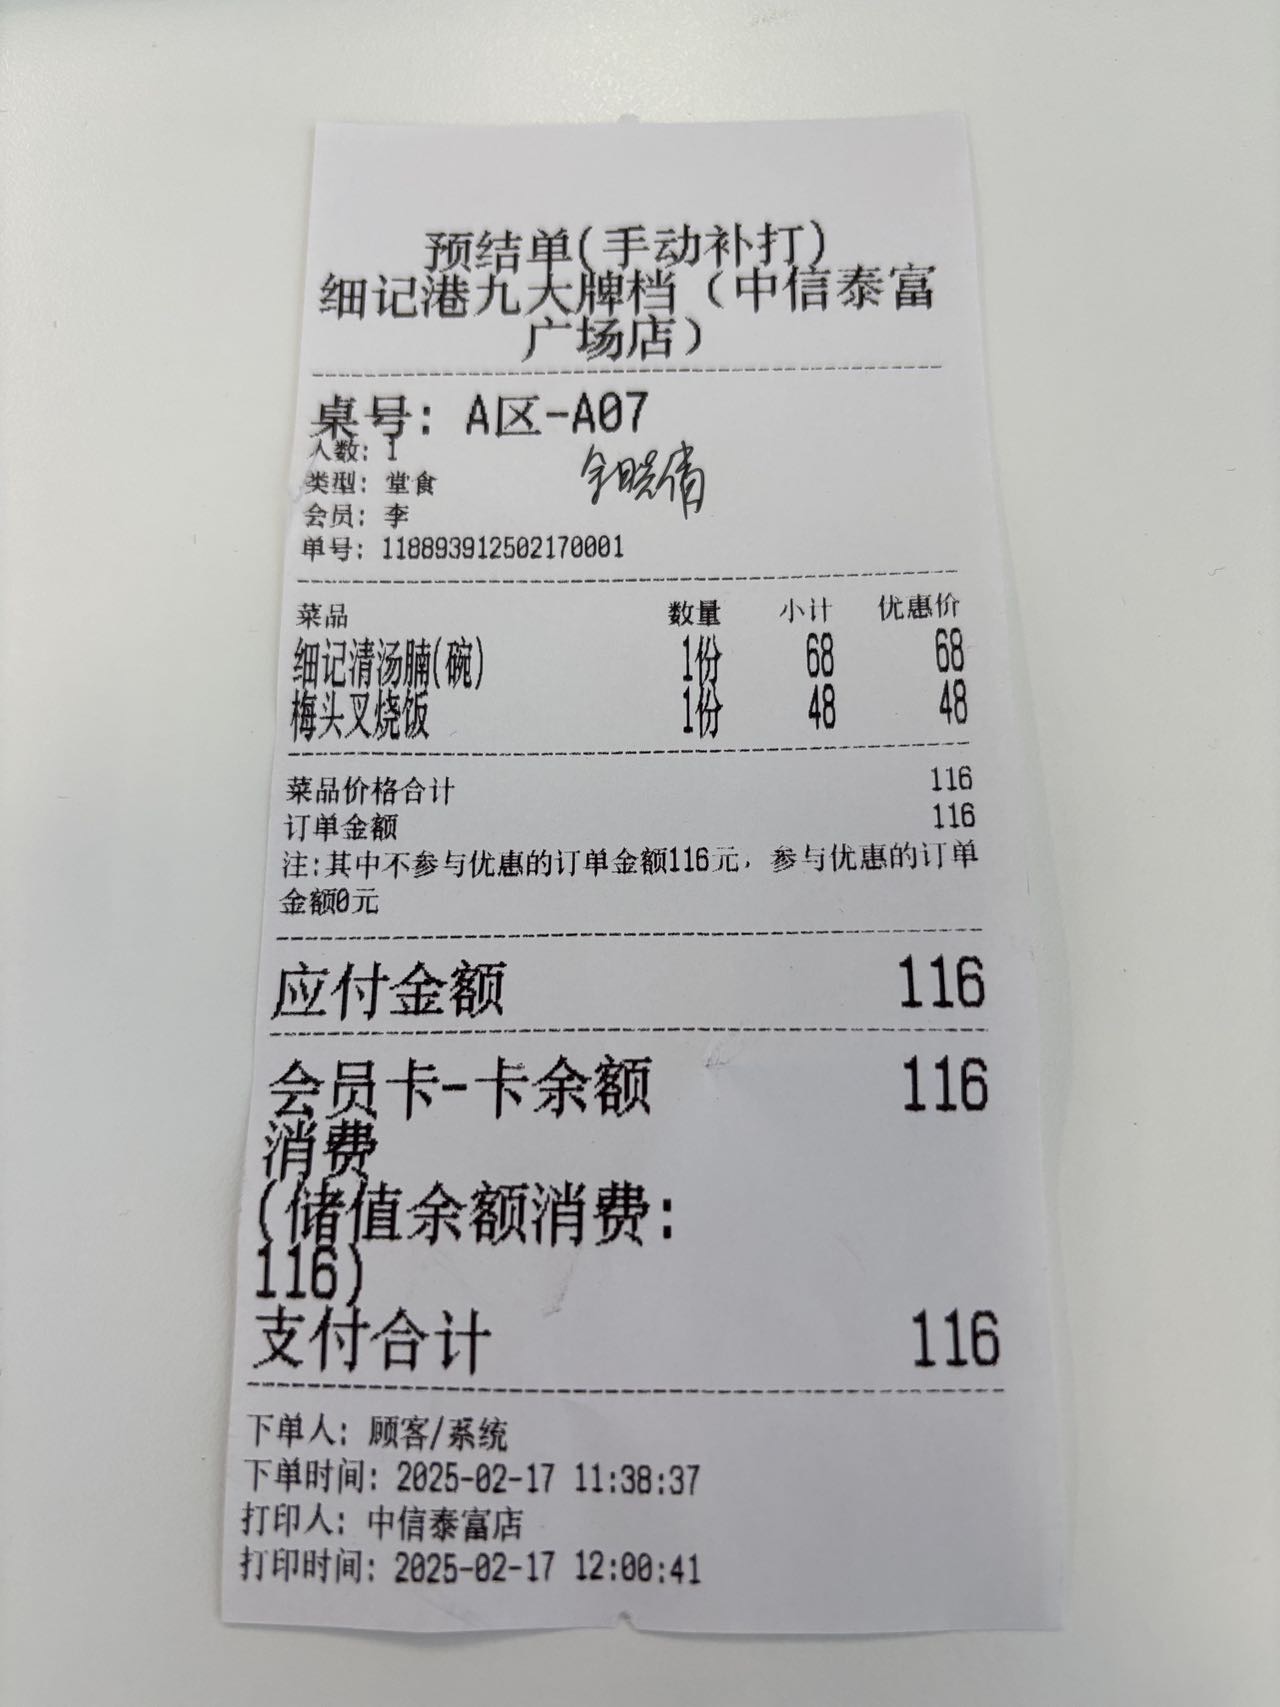 预结单(手动补打)
细记港九大牌档（中信泰富
广场店）
桌号: A区-A07
人数: 1
类型: 堂食
会员: 李
单号: 118893912502170001
菜品 数量 小计 优惠价
细记清汤腩(碗) 1份 68 68
梅头叉烧饭 1份 48 48
菜品价格合计 116
订单金额 116
注:其中不参与优惠的订单金额116元，参与优惠的订单
金额0元
应付金额 116
会员卡-卡余额 116
消费
(储值余额消费:
116)
支付合计 116
下单人: 顾客/系统
下单时间: 2025-02-17 11:38:37
打印人: 中信泰富店
打印时间: 2025-02-17 12:00:41